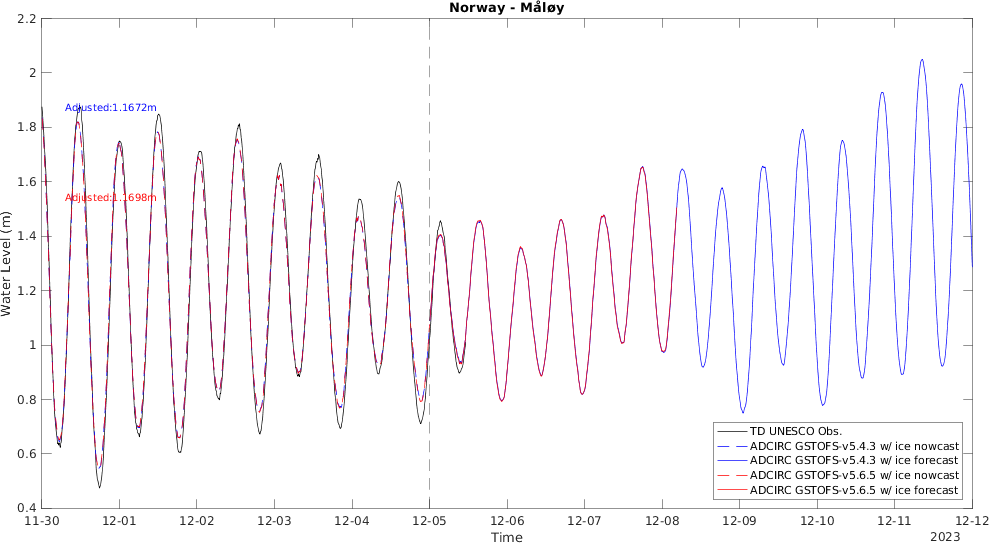 Norway - Måløy
2.2
2
1.8
1.6
1.4
1.2
1
0.8
0.6
0.4
Water Level (m)
Adjusted:1.1672m
Adjusted:1.1698m
TD UNESCO Obs.
ADCIRC GSTOFS-v5.4.3 w/ ice nowcast
ADCIRC GSTOFS-v5.4.3 w/ ice forecast
ADCIRC GSTOFS-v5.6.5 w/ ice nowcast
ADCIRC GSTOFS-v5.6.5 w/ ice forecast
11-30 12-01 12-02 12-03 12-04 12-05 12-06 12-07 12-08 12-09 12-10 12-11 12-12
Time
2023